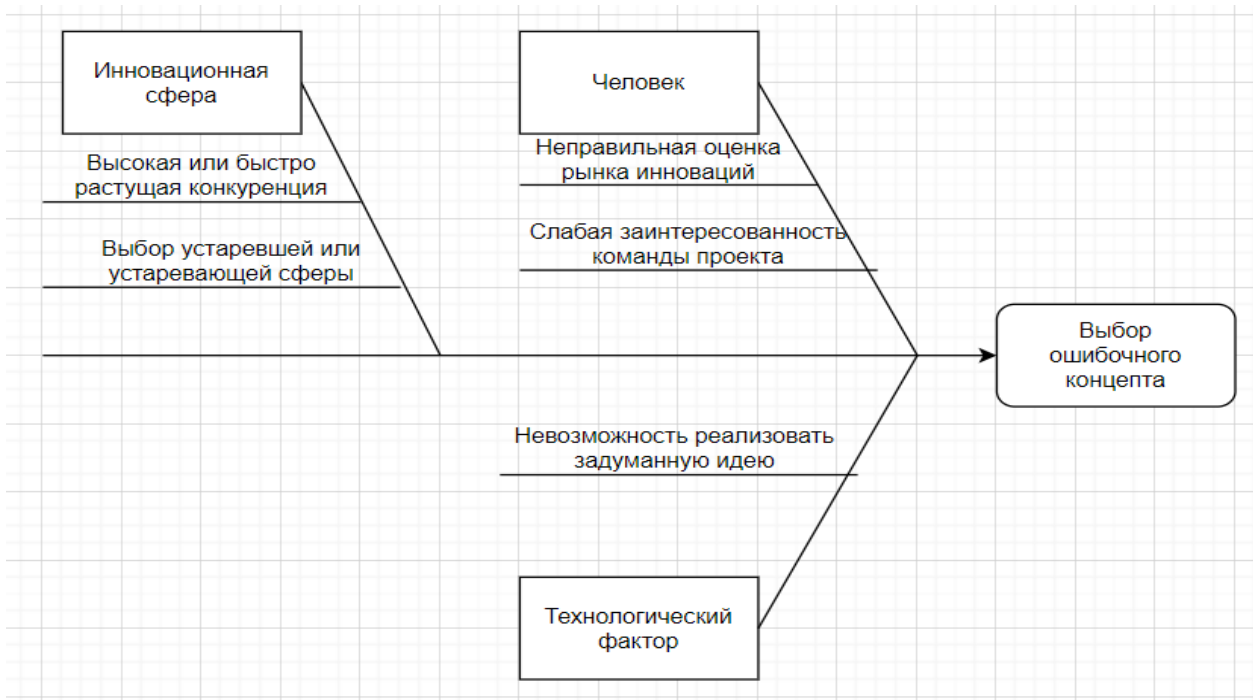 Инновационная
сфера
Человек
Высокая или быстро
растущая конкуренция
Неправильная оценка
рынка инноваций
Выбор устаревшей или
устаревающей сферы
Слабая заинтересованность
команды проекта
Выбор
ошибочного
концепта
Невозможность реализовать
задуманную идею
Технологический
фактор